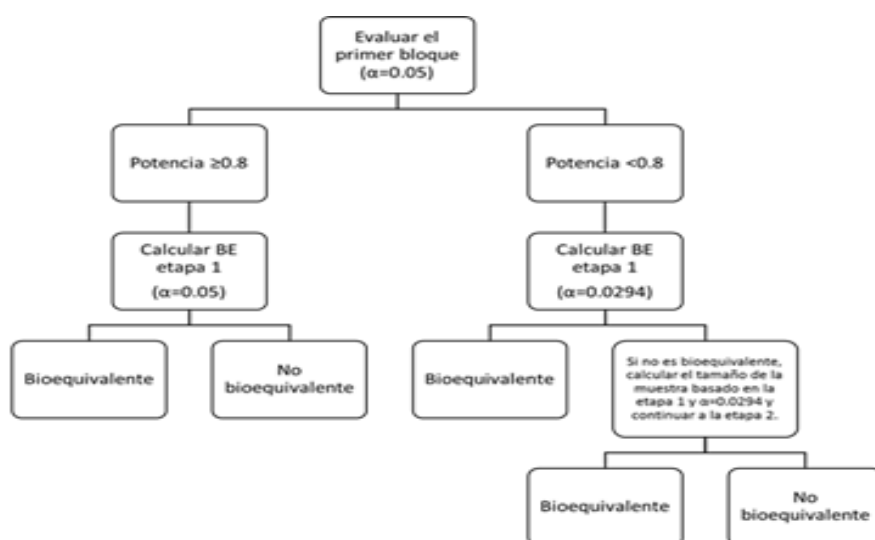 Evaluar el
primer bloque
(α=0.05)
Potencia ≥0.8
Potencia <0.8
Calcular BE
etapa 1
(α=0.05)
Calcular BE
etapa 1
(α=0.0294)
Bioequivalente
No
bioequivalente
Bioequivalente
Si no es bioequivalente,
calcular el tamaño de la
muestra basado en la
etapa 1 y α=0.0294 y
continuar a la etapa 2.
Bioequivalente
No
bioequivalente